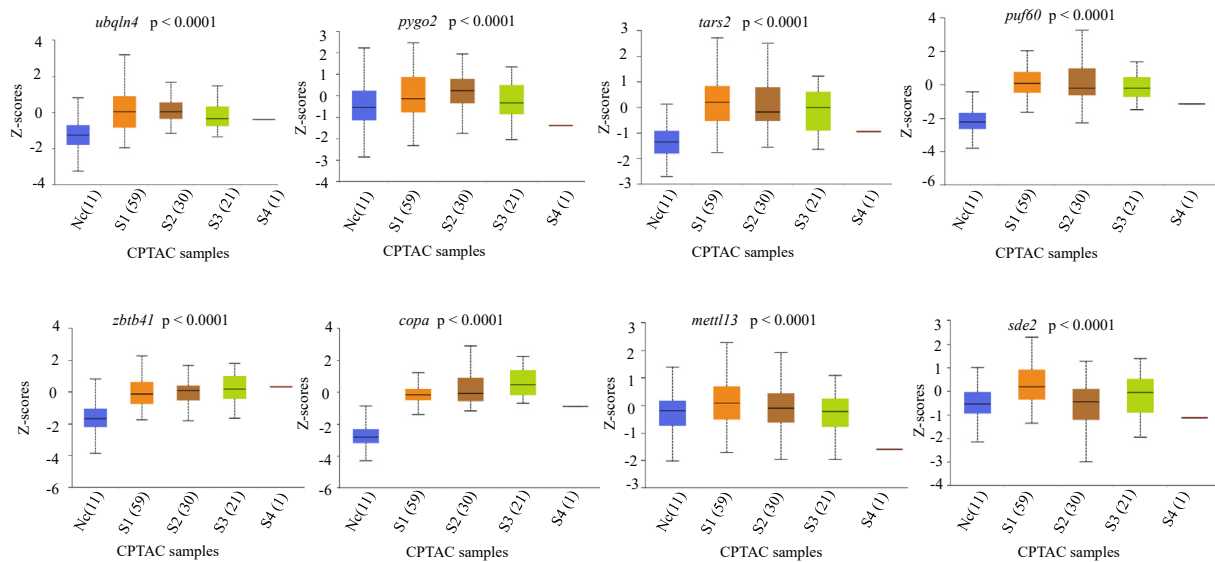 ubqln4 p < 0.0001
Z-scores
4
2
0
-2
-4
Nc(11)
S1 (59)
S2 (30)
S3 (21)
S4 (1)
CPTAC samples
pygo2 p < 0.0001
Z-scores
3
2
1
0
-1
-2
-3
-4
Nc(11)
S1 (59)
S2 (30)
S3 (21)
S4 (1)
CPTAC samples
tars2 p < 0.0001
Z-scores
3
2
1
0
-1
-2
-3
Nc(11)
S1 (59)
S2 (30)
S3 (21)
S4 (1)
CPTAC samples
puf60 p < 0.0001
Z-scores
4
2
0
-2
-4
-6
Nc(11)
S1 (59)
S2 (30)
S3 (21)
S4 (1)
CPTAC samples
zbtb41 p < 0.0001
Z-scores
4
2
0
-2
-4
-6
Nc(11)
S1 (59)
S2 (30)
S3 (21)
S4 (1)
CPTAC samples
copa p < 0.0001
Z-scores
4
2
0
-2
-4
-6
Nc(11)
S1 (59)
S2 (30)
S3 (21)
S4 (1)
CPTAC samples
mettl13 p < 0.0001
Z-scores
3
2
1
0
-1
-2
-3
Nc(11)
S1 (59)
S2 (30)
S3 (21)
S4 (1)
CPTAC samples
sde2 p < 0.0001
Z-scores
3
2
1
0
-1
-2
-3
-4
Nc(11)
S1 (59)
S2 (30)
S3 (21)
S4 (1)
CPTAC samples